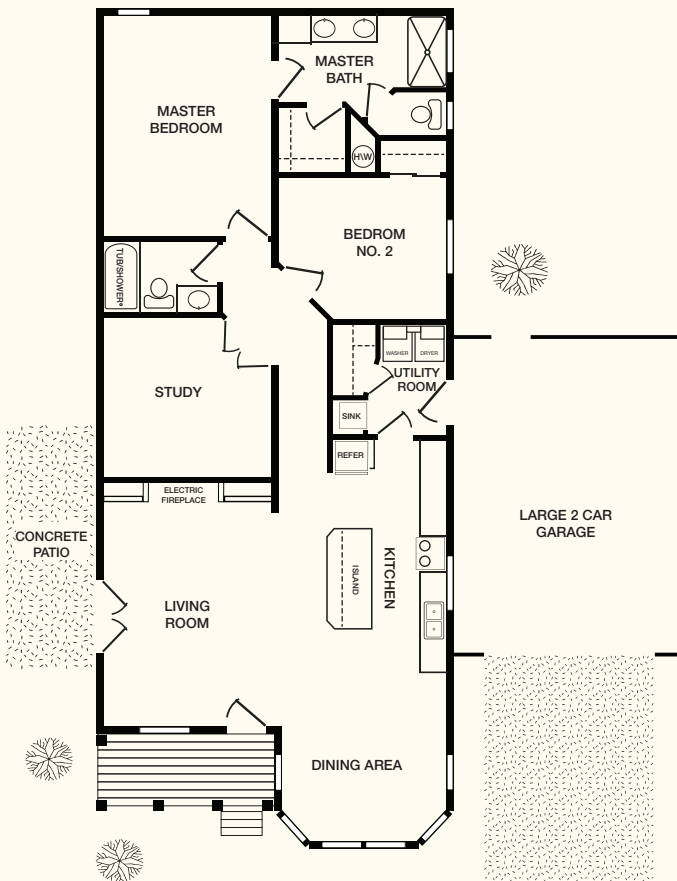 MASTER
BATH
MASTER
BEDROOM
H\W
BEDROM
NO. 2
TUB/SHOWER*
WASHER
DRYER
UTILITY
ROOM
STUDY
SINK
REFER
ELECTRIC
FIREPLACE
CONCRETE
PATIO
LARGE 2 CAR
GARAGE
KITCHEN
ISLAND
LIVING
ROOM
DINING AREA